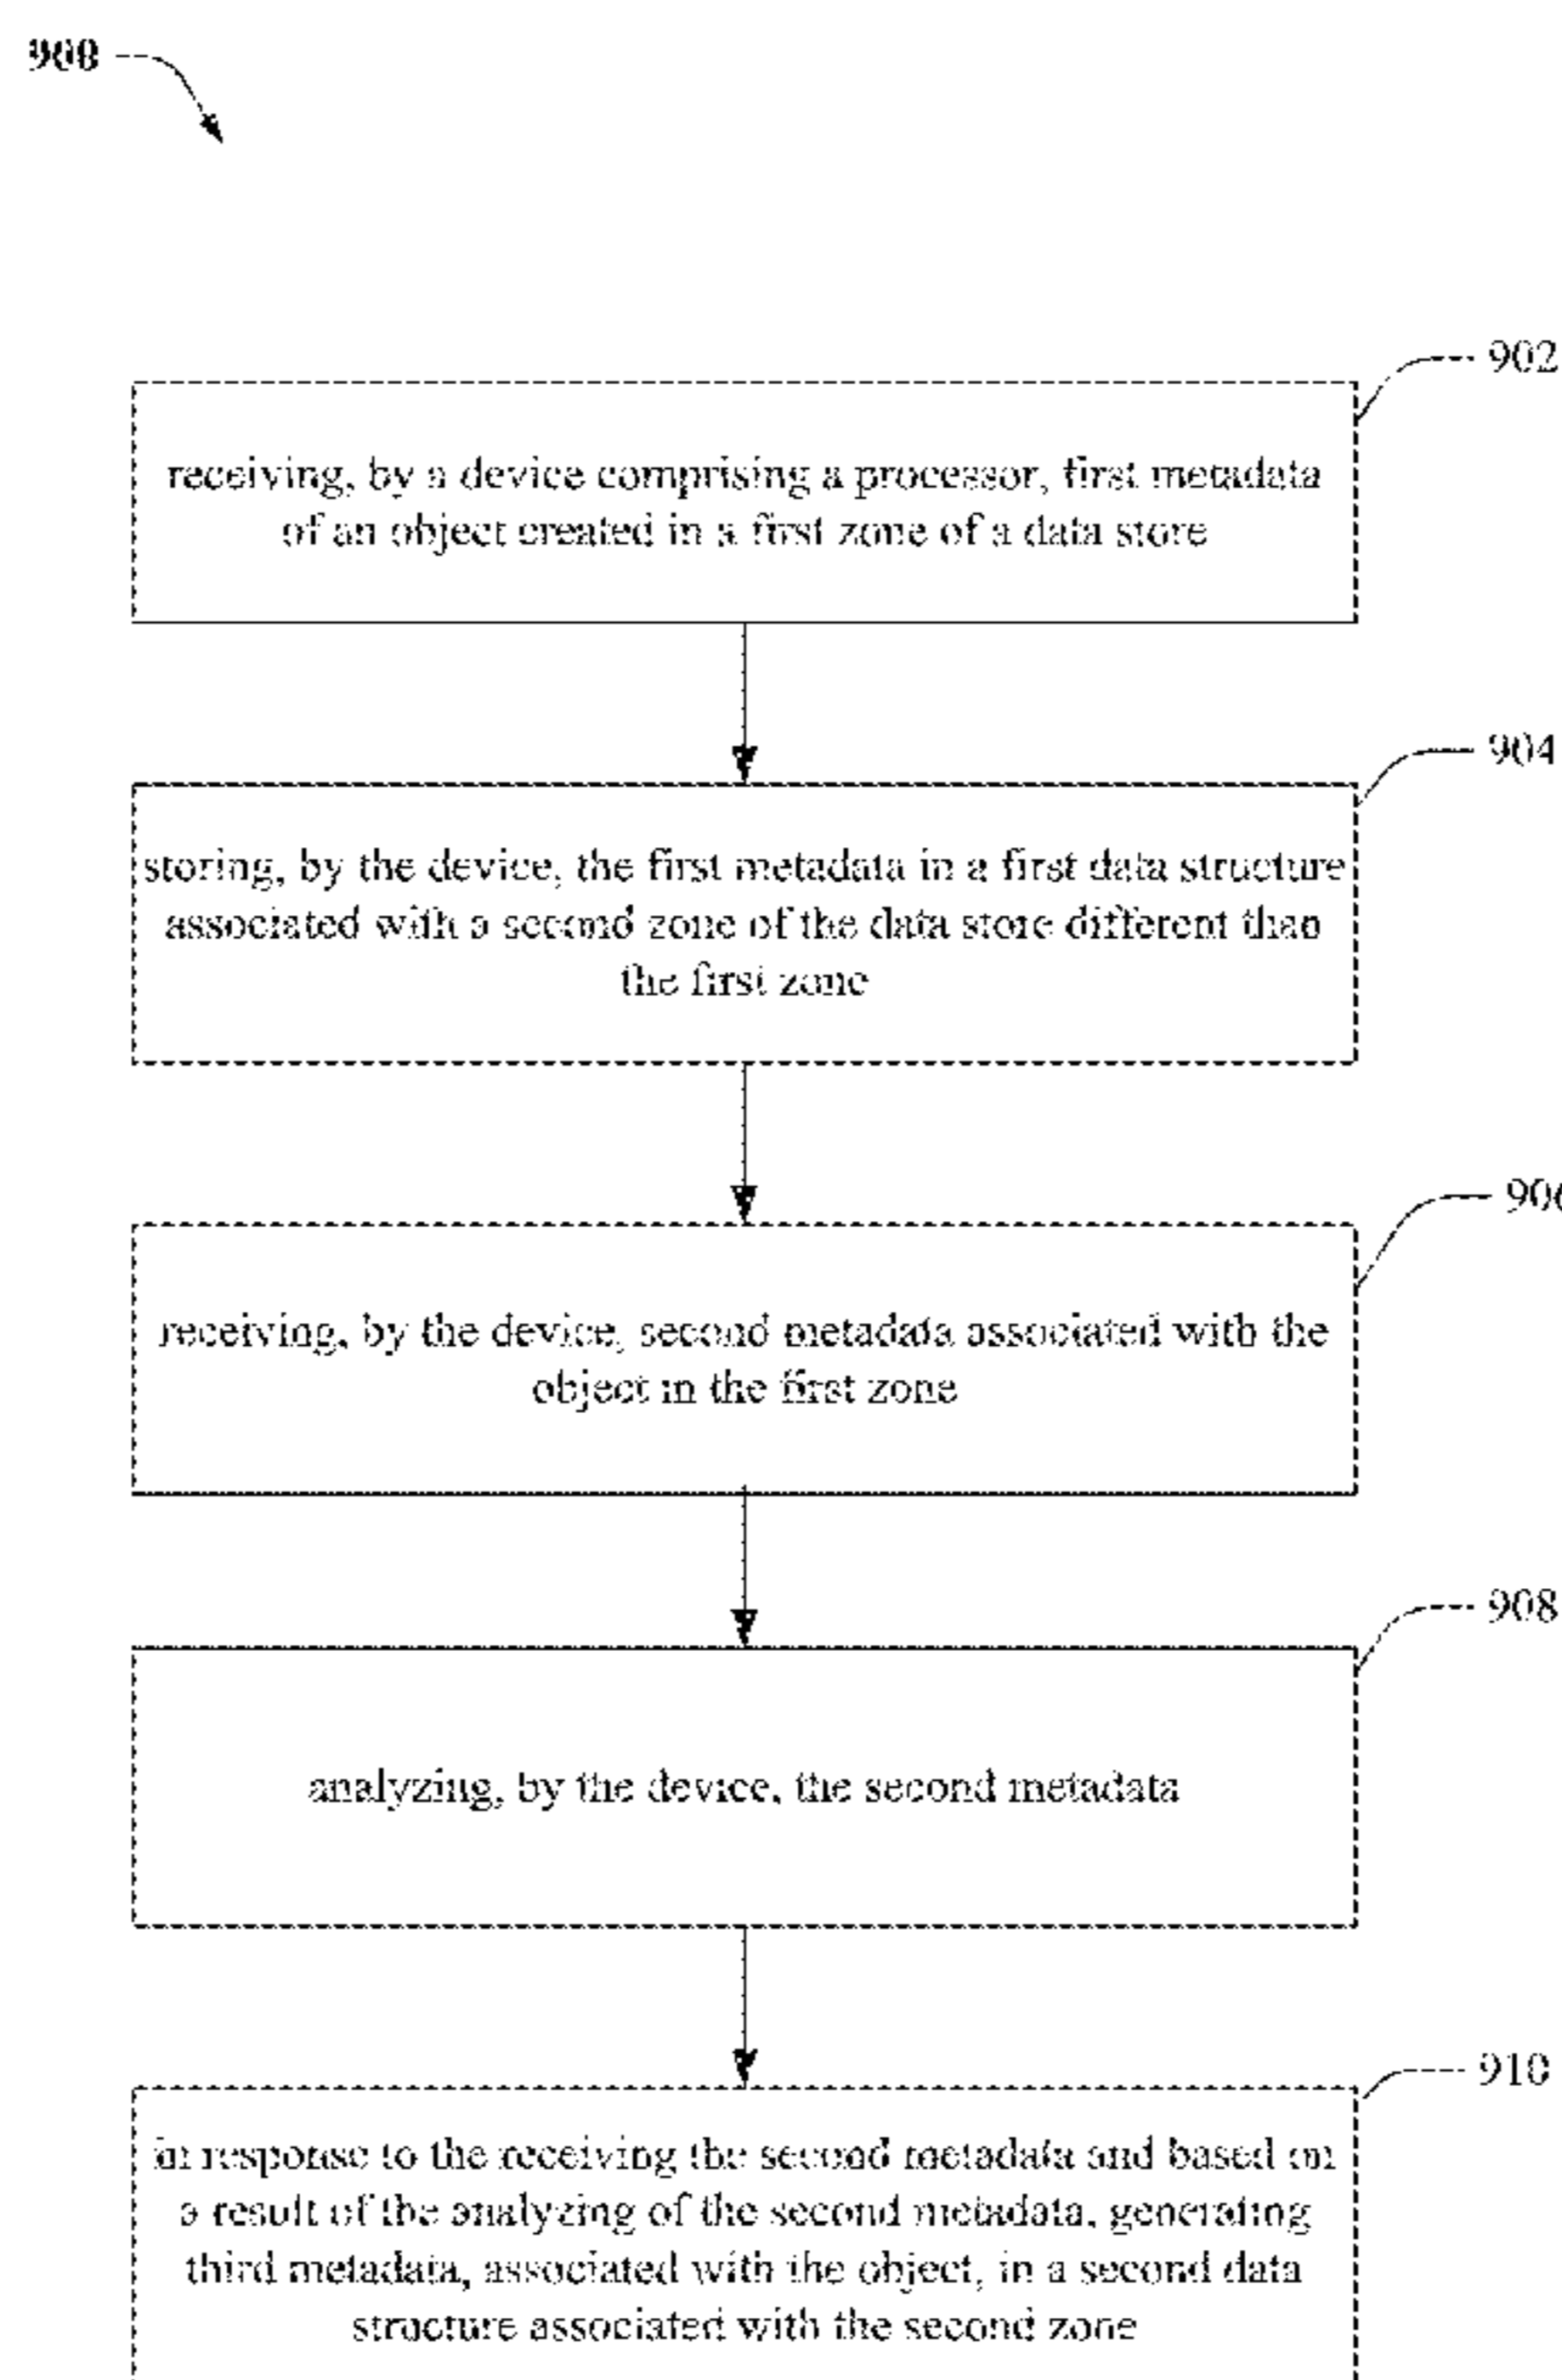 900
902
receiving, by a device comprising a processor, first metadata
of an object created in a first zone of a data store
904
storing, by the device, the first metadata in a first data structure
associated with a second zone of the data store different than
the first zone
906
receiving, by the device, second metadata associated with the
object in the first zone
908
analyzing, by the device, the second metadata
910
in response to the receiving the second metadata and based on
a result of the analyzing of the second metadata, generating
third metadata, associated with the object, in a second data
structure associated with the second zone